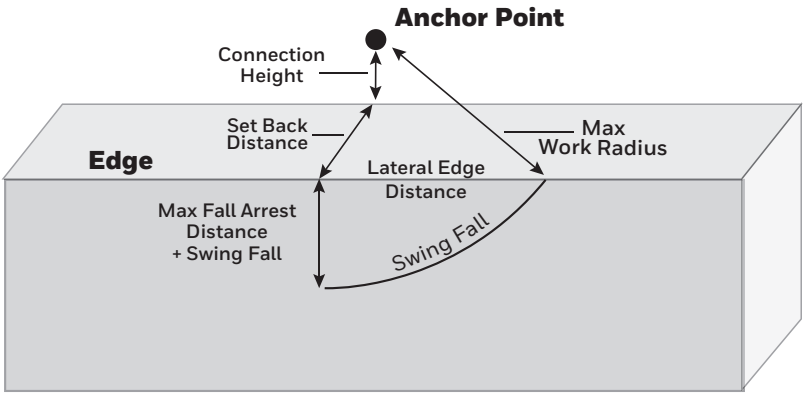 Anchor Point
Connection
Height
Set Back
Distance
Max
Work Radius
Edge
Lateral Edge
Distance
Max Fall Arrest
Distance
+ Swing Fall
Swing Fall